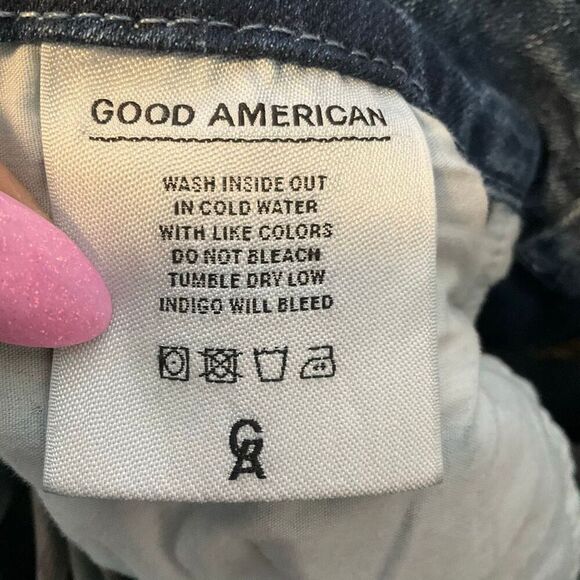 GOOD AMERICAN
WASH INSIDE OUT
IN COLD WATER
WITH LIKE COLORS
DO NOT BLEACH
TUMBLE DRY LOW
INDIGO WILL BLEED
GA